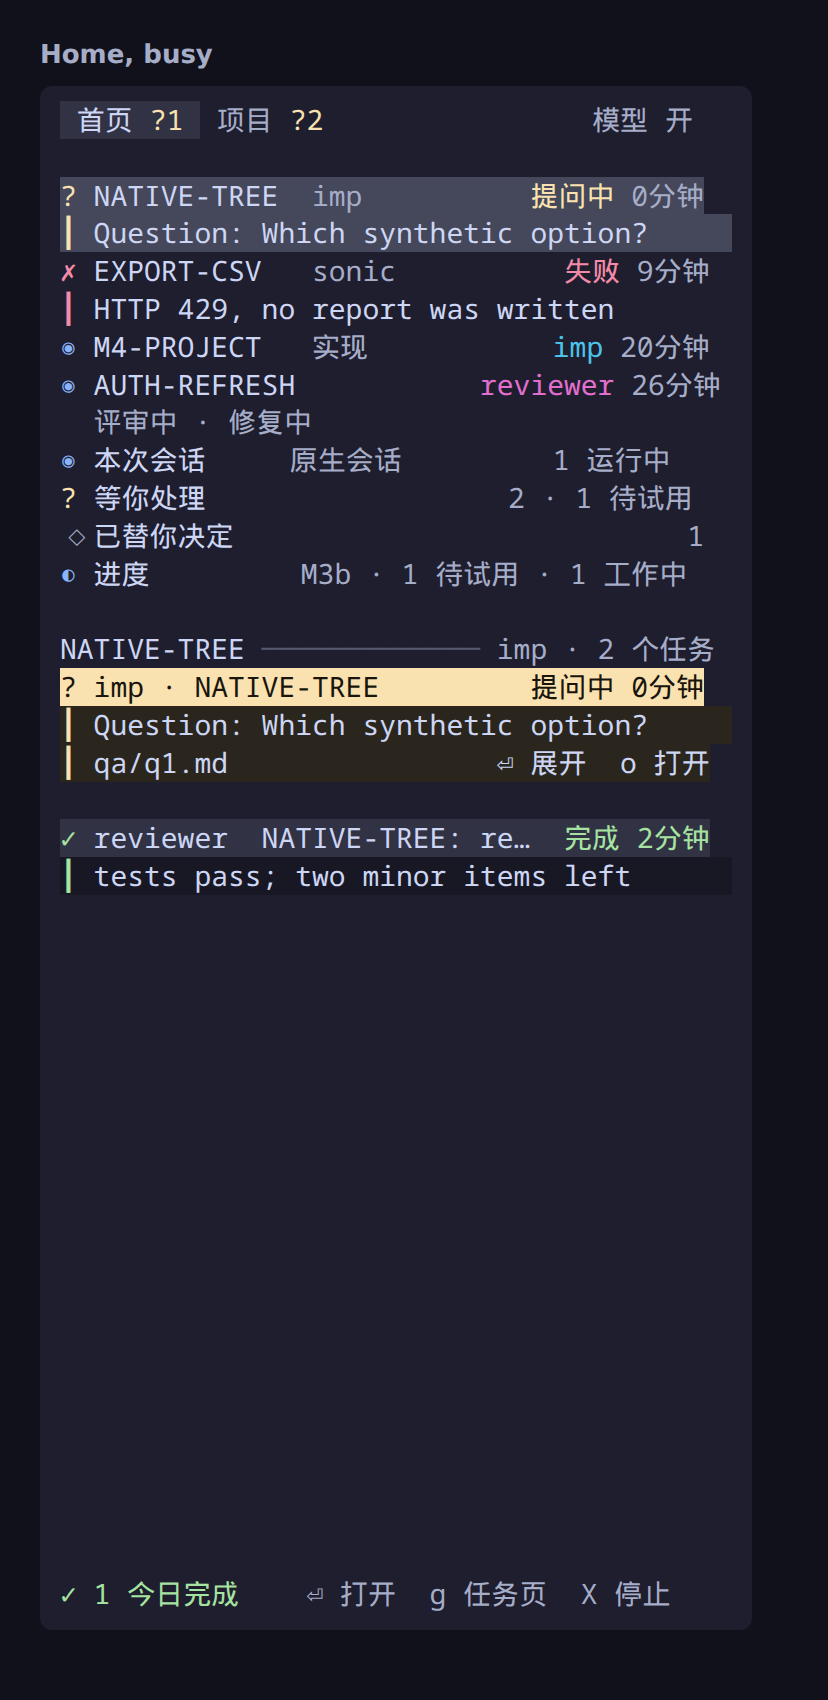 Home, busy
首页 ?1 项目 ?2 模型 开
? NATIVE-TREE imp 提问中 0分钟
Question: Which synthetic option?
✗ EXPORT-CSV sonic 失败 9分钟
HTTP 429, no report was written
◉ M4-PROJECT 实现 imp 20分钟
◉ AUTH-REFRESH reviewer 26分钟
评审中 · 修复中
◉ 本次会话 原生会话 1 运行中
? 等你处理 2 · 1 待试用
◇ 已替你决定 1
◐ 进度 M3b · 1 待试用 · 1 工作中
NATIVE-TREE ───────────── imp · 2 个任务
? imp · NATIVE-TREE 提问中 0分钟
Question: Which synthetic option?
qa/q1.md ⏎ 展开 o 打开
✓ reviewer NATIVE-TREE: re… 完成 2分钟
tests pass; two minor items left
✓ 1 今日完成 ⏎ 打开 g 任务页 X 停止